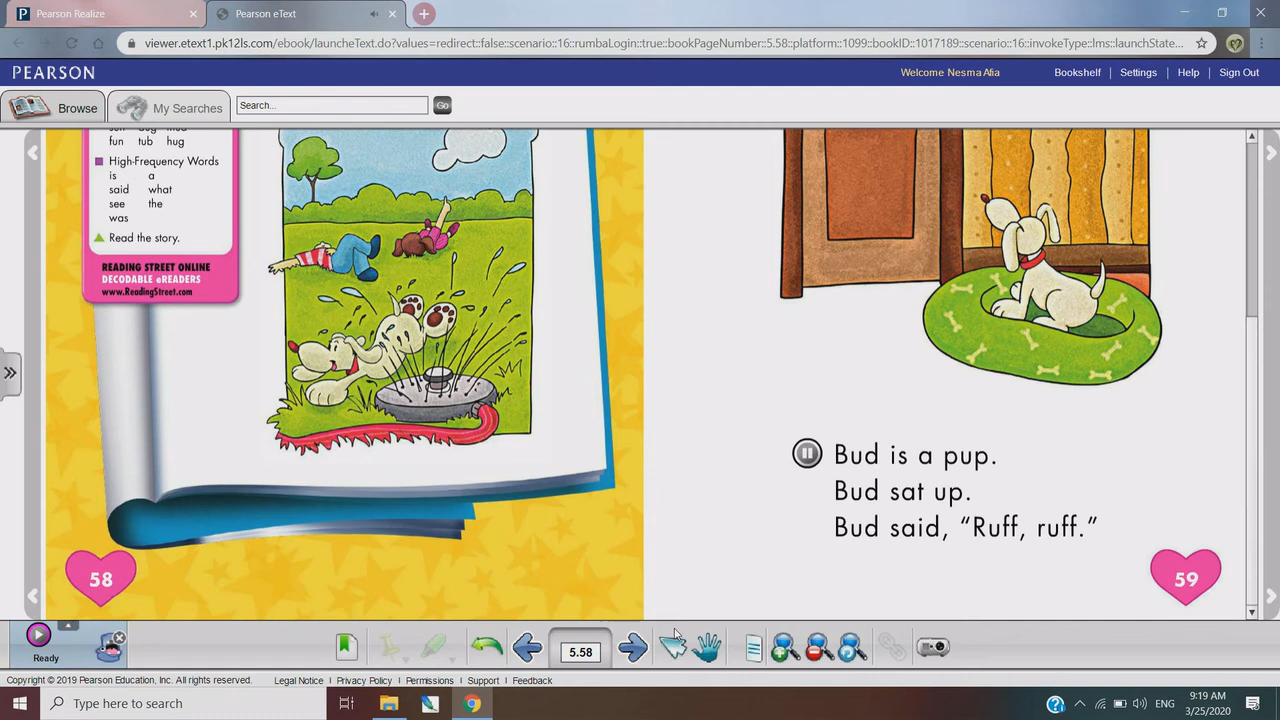 Pearson Realize
Pearson eText
viewer.etext1.pk12ls.com/ebook/launcheText.do?values=redirect::false::scenario::16::rumbaLogin::true::bookPageNumber::5.58::platform::1099::bookID::1017189::scenario::16::invokeType::lms::launchState...
PEARSON
Welcome Nesma Afia
Bookshelf Settings Help Sign Out
Browse
My Searches
Search...
Go
fun tub hug
High-Frequency Words
is a
said what
see the
was
Read the story.
READING STREET ONLINE
DECODABLE eREADERS
www.ReadingStreet.com
58
Bud is a pup.
Bud sat up.
Bud said, “Ruff, ruff.”
59
Ready
5.58
Copyright © 2019 Pearson Education, Inc. All rights reserved.
Legal Notice | Privacy Policy | Permissions | Support | Feedback
Type here to search
ENG
9:19 AM
3/25/2020